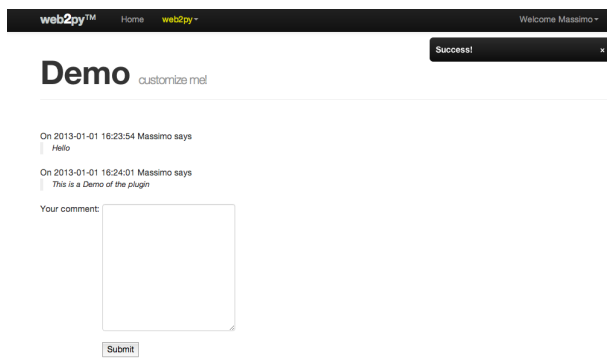 web2py™ Home web2py Welcome Massimo
Success! ×
Demo customize me!
On 2013-01-01 16:23:54 Massimo says
Hello
On 2013-01-01 16:24:01 Massimo says
This is a Demo of the plugin
Your comment:
Submit